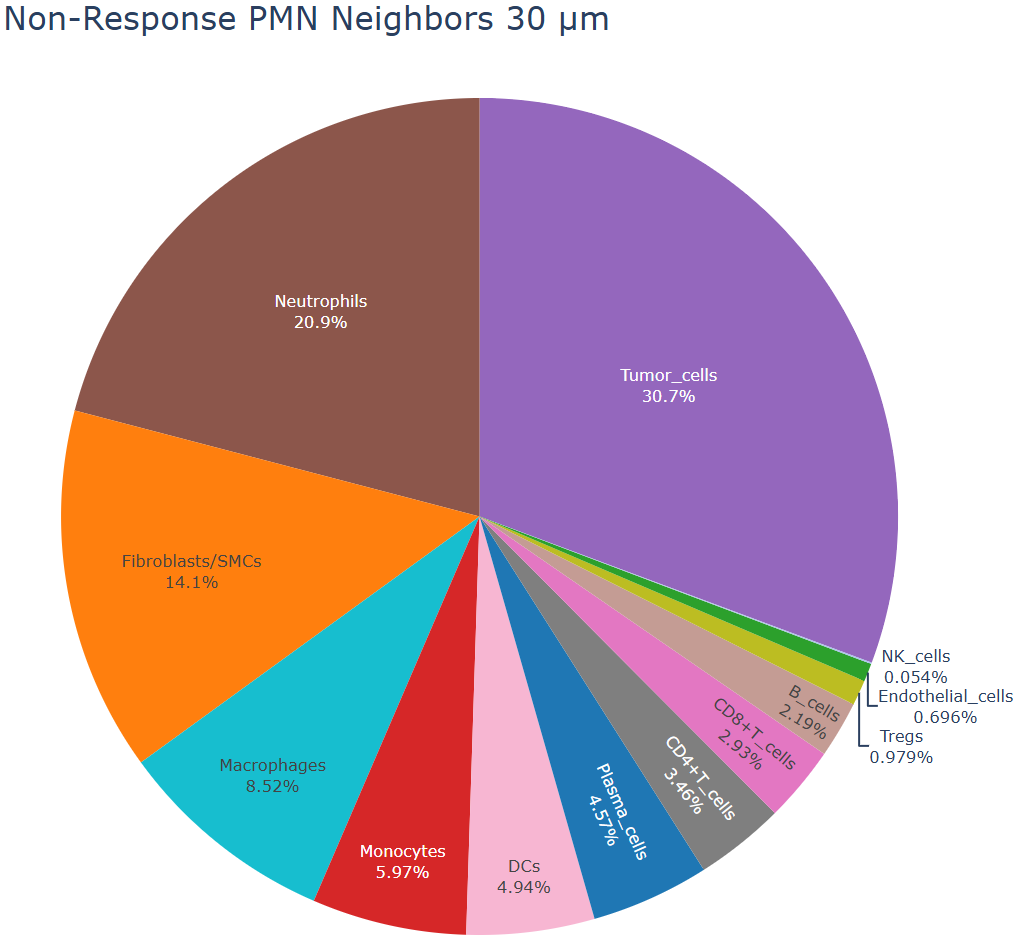 Non-Response PMN Neighbors 30 μm
Neutrophils
20.9%
Tumor_cells
30.7%
Fibroblasts/SMCs
14.1%
NK_cells
0.054%
Endothelial_cells
0.696%
Tregs
0.979%
B_cells
2.19%
CD8+T_cells
2.93%
CD4+T_cells
3.46%
Plasma_cells
4.57%
Macrophages
8.52%
Monocytes
5.97%
DCs
4.94%